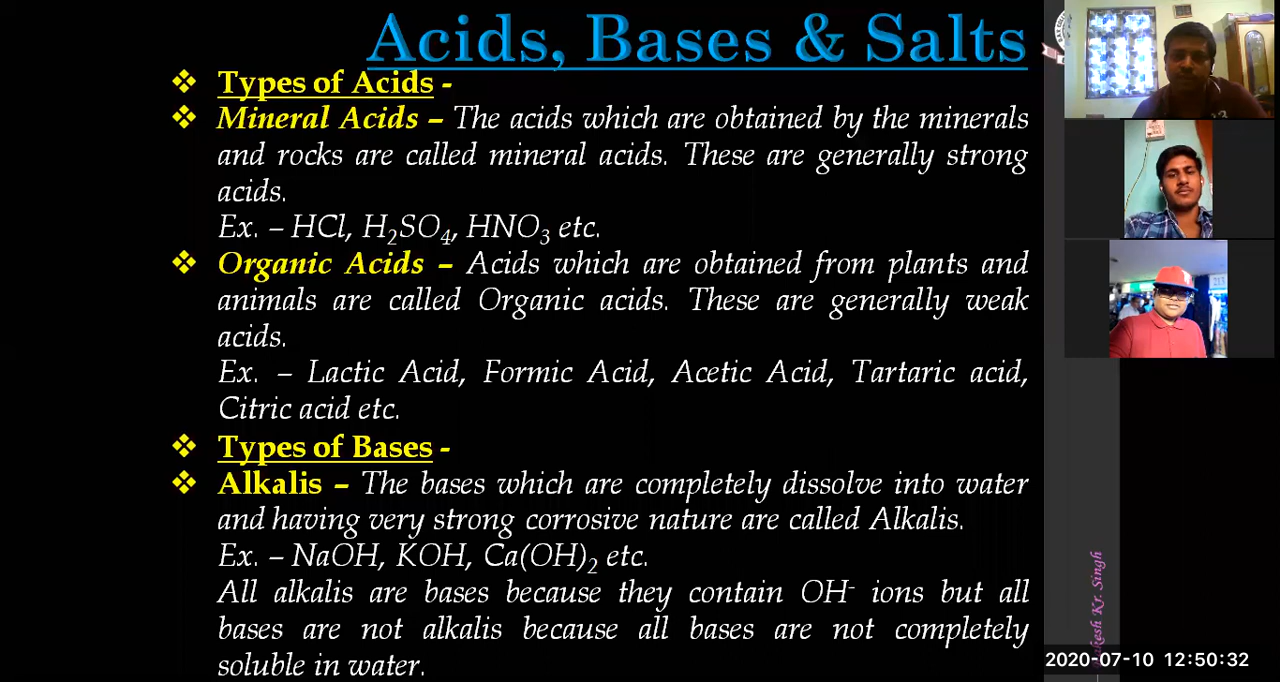 Acids, Bases & Salts
❖ Types of Acids -
❖ Mineral Acids – The acids which are obtained by the minerals
and rocks are called mineral acids. These are generally strong
acids.
Ex. – HCl, H₂SO₄, HNO₃ etc.
❖ Organic Acids – Acids which are obtained from plants and
animals are called Organic acids. These are generally weak
acids.
Ex. – Lactic Acid, Formic Acid, Acetic Acid, Tartaric acid,
Citric acid etc.
❖ Types of Bases -
❖ Alkalis – The bases which are completely dissolve into water
and having very strong corrosive nature are called Alkalis.
Ex. – NaOH, KOH, Ca(OH)₂ etc.
All alkalis are bases because they contain OH⁻ ions but all
bases are not alkalis because all bases are not completely
soluble in water.
Kr. Singh
213
2020-07-10 12:50:32